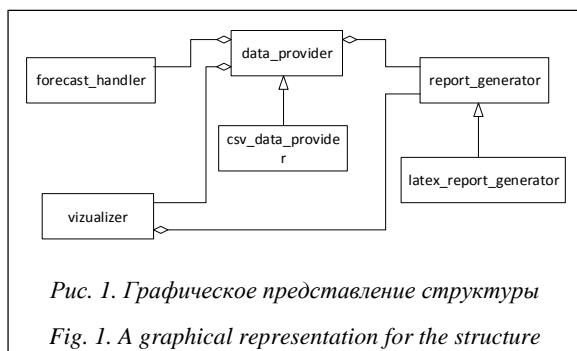 data_provider
forecast_handler
report_generator
csv_data_provide
r
latex_report_generator
vizualizer
Рис. 1. Графическое представление структуры
Fig. 1. A graphical representation for the structure